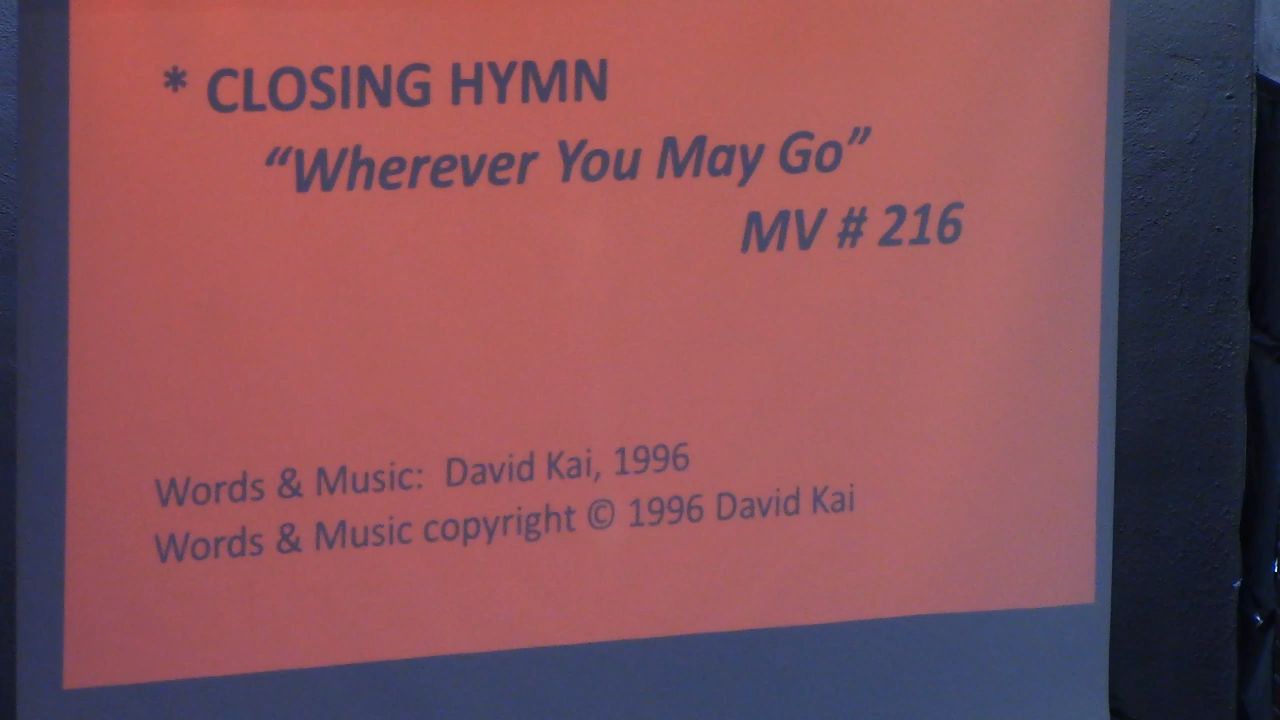 * CLOSING HYMN
“Wherever You May Go”
MV # 216
Words & Music: David Kai, 1996
Words & Music copyright © 1996 David Kai